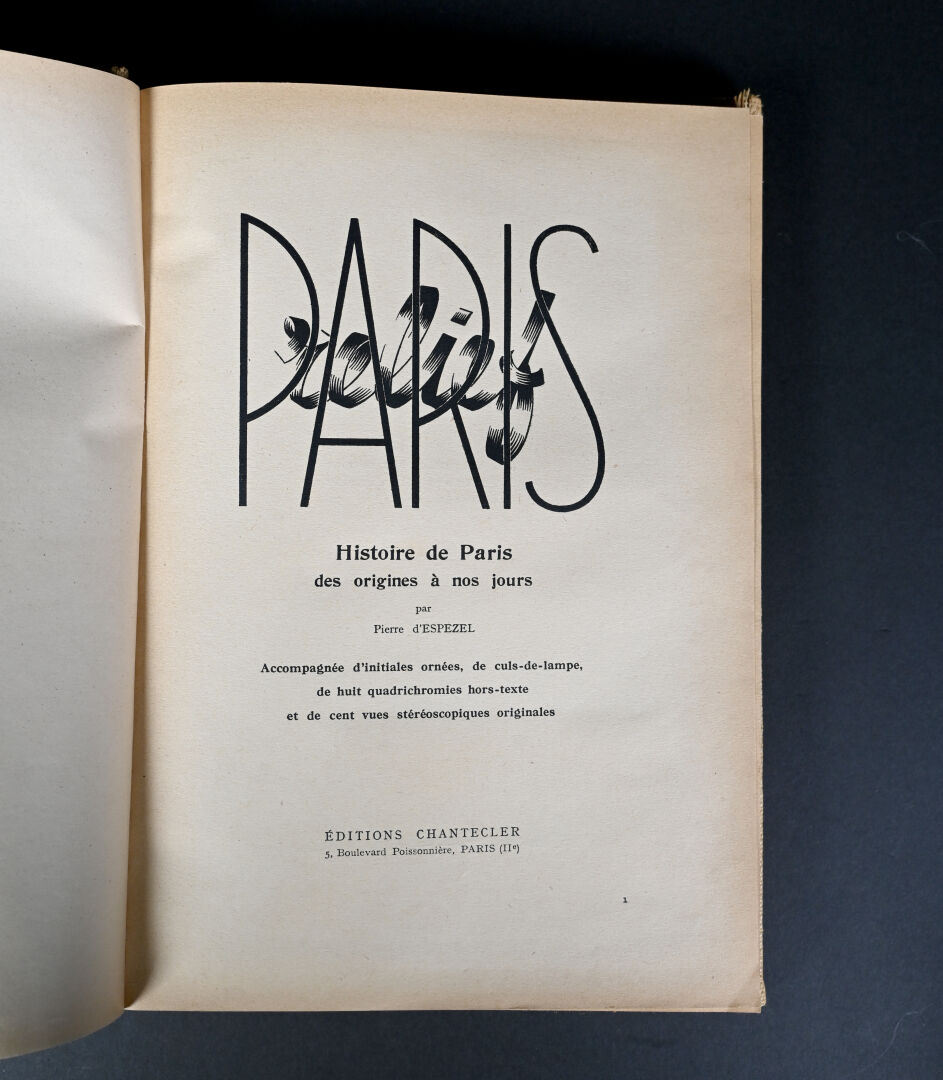 PARIS
reliefs
Histoire de Paris
des origines à nos jours
par
Pierre d'ESPEZEL
Accompagnée d'initiales ornées, de culs-de-lampe,
de huit quadrichromies hors-texte
et de cent vues stéréoscopiques originales
ÉDITIONS CHANTECLER
5, Boulevard Poissonnière, PARIS (IIe)
1